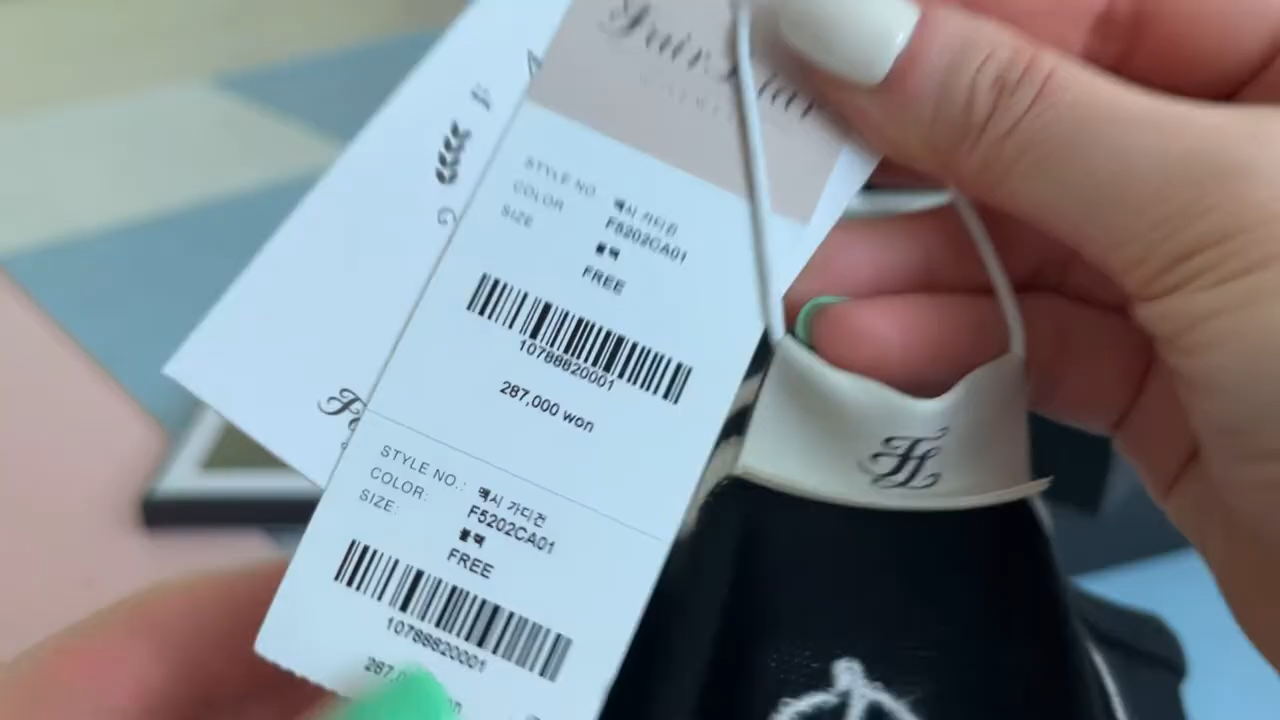 STYLE NO. 맥시 가디건
COLOR F5202CA01
SIZE 블랙
FREE
10788820001
287,000 won
STYLE NO.: 맥시 가디건
COLOR: F5202CA01
SIZE: 블랙
FREE
10788820001